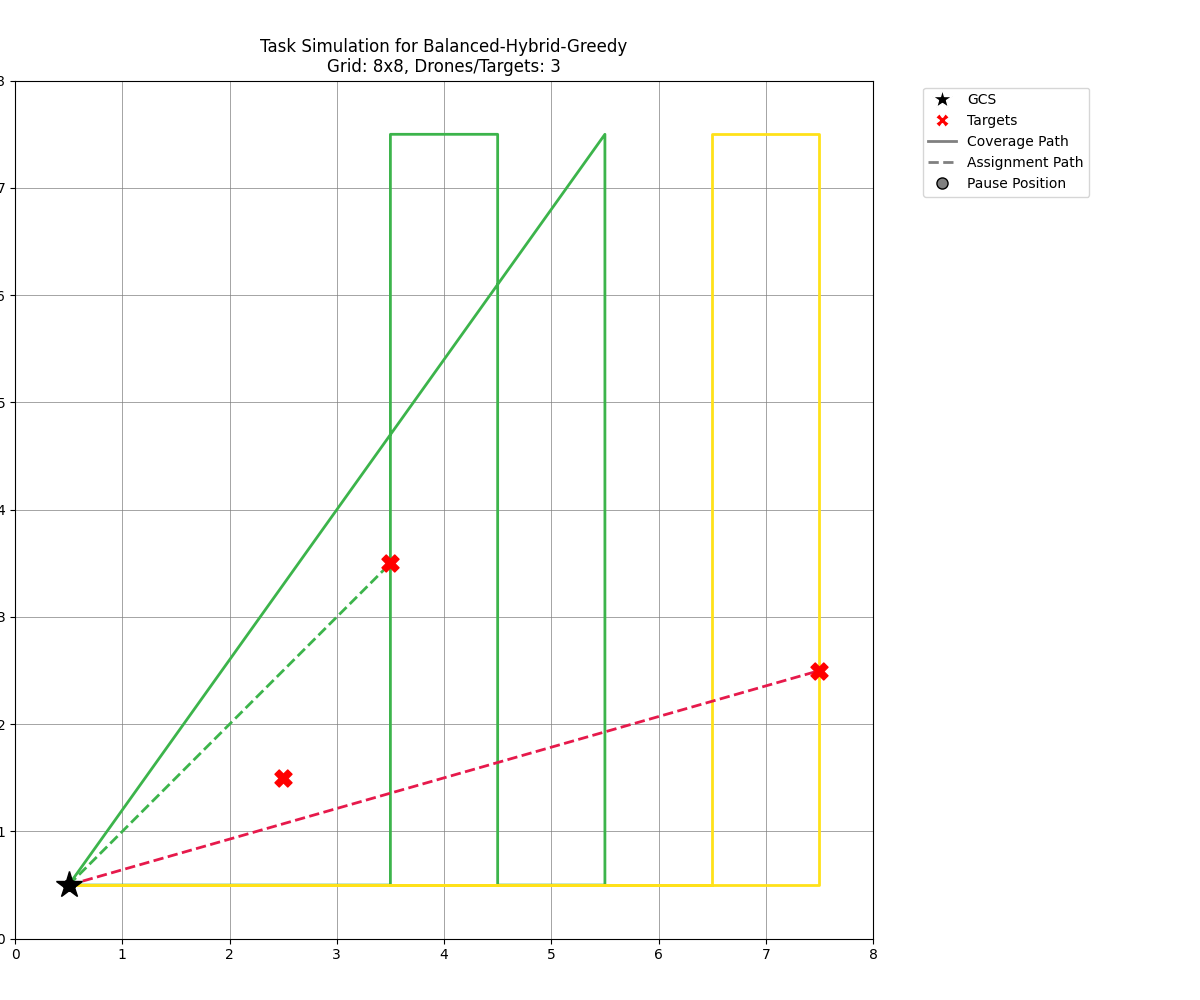 Task Simulation for Balanced-Hybrid-Greedy
Grid: 8x8, Drones/Targets: 3
GCS
Targets
Coverage Path
Assignment Path
Pause Position
8
7
6
5
4
3
2
1
0
0 1 2 3 4 5 6 7 8